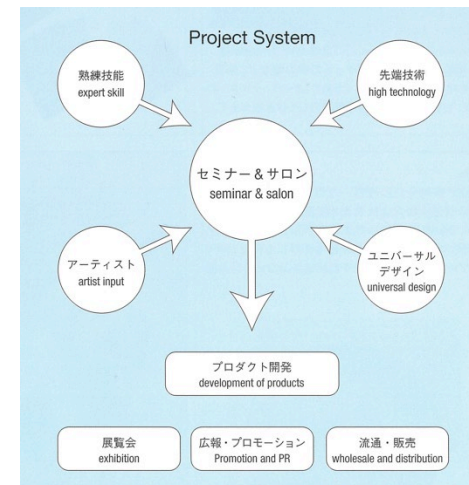 Project System
熟練技能
expert skill
先端技術
high technology
セミナー＆サロン
seminar & salon
アーティスト
artist input
ユニバーサル
デザイン
universal design
プロダクト開発
development of products
展覧会
exhibition
広報・プロモーション
Promotion and PR
流通・販売
wholesale and distribution